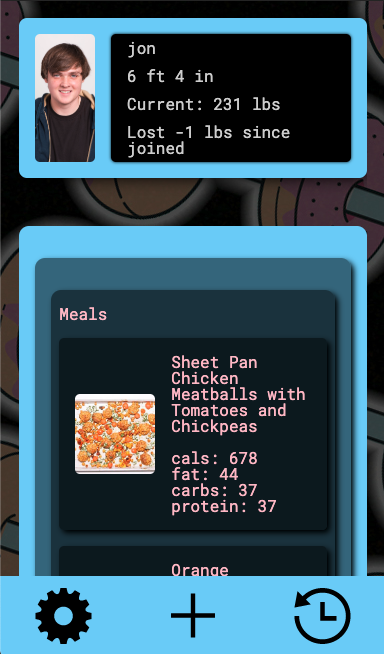 jon
6 ft 4 in
Current: 231 lbs
Lost -1 lbs since
joined
Meals
Sheet Pan
Chicken
Meatballs with
Tomatoes and
Chickpeas
cals: 678
fat: 44
carbs: 37
protein: 37
Orange